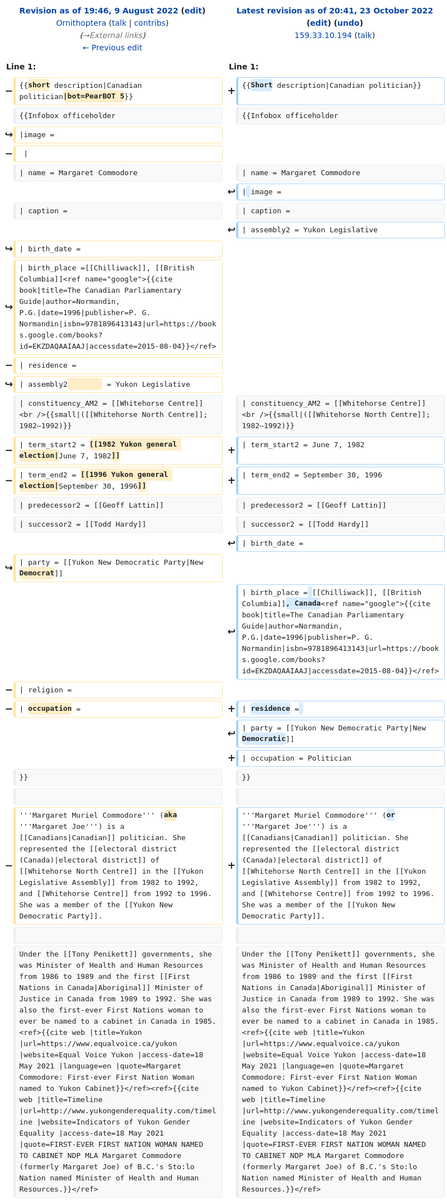 Revision as of 19:46, 9 August 2022 (edit)
Ornithoptera (talk | contribs)
(→External links)
← Previous edit
Line 1:
{{short description|Canadian
politician|bot=PearBOT 5}}
{{Infobox officeholder
|image =
|
| name = Margaret Commodore
| caption =
| birth_date =
| birth_place =[[Chilliwack]], [[British
Columbia]]<ref name="google">{{cite
book|title=The Canadian Parliamentary
Guide|author=Normandin,
P.G.|date=1996|publisher=P. G.
Normandin|isbn=9781896413143|url=https://book
s.google.com/books?
id=EKZDAQAAIAAJ|accessdate=2015-08-04}}</ref>
| residence =
| assembly2 = Yukon Legislative
| constituency_AM2 = [[Whitehorse Centre]]
<br />{{small|([[Whitehorse North Centre]];
1982–1992)}}
| term_start2 = [[1982 Yukon general
election|June 7, 1982]]
| term_end2 = [[1996 Yukon general
election|September 30, 1996]]
| predecessor2 = [[Geoff Lattin]]
| successor2 = [[Todd Hardy]]
| party = [[Yukon New Democratic Party|New
Democrat]]
| religion =
| occupation =
}}
'''Margaret Muriel Commodore''' (aka
'''Margaret Joe''') is a
[[Canadians|Canadian]] politician. She
represented the [[electoral district
(Canada)|electoral district]] of
[[Whitehorse North Centre]] in the [[Yukon
Legislative Assembly]] from 1982 to 1992,
and [[Whitehorse Centre]] from 1992 to 1996.
She was a member of the [[Yukon New
Democratic Party]].
Under the [[Tony Penikett]] governments, she
was Minister of Health and Human Resources
from 1986 to 1989 and the first [[First
Nations in Canada|Aboriginal]] Minister of
Justice in Canada from 1989 to 1992. She was
also the first-ever First Nations woman to
ever be named to a cabinet in Canada in 1985.
<ref>{{cite web |title=Yukon
|url=https://www.equalvoice.ca/yukon
|website=Equal Voice Yukon |access-date=18
May 2021 |language=en |quote=Margaret
Commodore: First-ever First Nation Woman
named to Yukon Cabinet}}</ref><ref>{{cite
web |title=Timeline
|url=http://www.yukongenderequality.com/timel
ine |website=Indicators of Yukon Gender
Equality |access-date=18 May 2021
|quote=FIRST-EVER FIRST NATION WOMAN NAMED
TO CABINET NDP MLA Margaret Commodore
(formerly Margaret Joe) of B.C.'s Sto:lo
Nation named Minister of Health and Human
Resources.}}</ref>
Latest revision as of 20:41, 23 October 2022
(edit) (undo)
159.33.10.194 (talk)
Line 1:
{{Short description|Canadian politician}}
{{Infobox officeholder
| name = Margaret Commodore
| image =
| caption =
| assembly2 = Yukon Legislative
| constituency_AM2 = [[Whitehorse Centre]]
<br />{{small|([[Whitehorse North Centre]];
1982–1992)}}
| term_start2 = June 7, 1982
| term_end2 = September 30, 1996
| predecessor2 = [[Geoff Lattin]]
| successor2 = [[Todd Hardy]]
| birth_date =
| birth_place = [[Chilliwack]], [[British
Columbia]], Canada<ref name="google">{{cite
book|title=The Canadian Parliamentary
Guide|author=Normandin,
P.G.|date=1996|publisher=P. G.
Normandin|isbn=9781896413143|url=https://book
s.google.com/books?
id=EKZDAQAAIAAJ|accessdate=2015-08-04}}</ref>
| residence =
| party = [[Yukon New Democratic Party|New
Democratic]]
| occupation = Politician
}}
'''Margaret Muriel Commodore''' (or
'''Margaret Joe''') is a
[[Canadians|Canadian]] politician. She
represented the [[electoral district
(Canada)|electoral district]] of
[[Whitehorse North Centre]] in the [[Yukon
Legislative Assembly]] from 1982 to 1992,
and [[Whitehorse Centre]] from 1992 to 1996.
She was a member of the [[Yukon New
Democratic Party]].
Under the [[Tony Penikett]] governments, she
was Minister of Health and Human Resources
from 1986 to 1989 and the first [[First
Nations in Canada|Aboriginal]] Minister of
Justice in Canada from 1989 to 1992. She was
also the first-ever First Nations woman to
ever be named to a cabinet in Canada in 1985.
<ref>{{cite web |title=Yukon
|url=https://www.equalvoice.ca/yukon
|website=Equal Voice Yukon |access-date=18
May 2021 |language=en |quote=Margaret
Commodore: First-ever First Nation Woman
named to Yukon Cabinet}}</ref><ref>{{cite
web |title=Timeline
|url=http://www.yukongenderequality.com/timel
ine |website=Indicators of Yukon Gender
Equality |access-date=18 May 2021
|quote=FIRST-EVER FIRST NATION WOMAN NAMED
TO CABINET NDP MLA Margaret Commodore
(formerly Margaret Joe) of B.C.'s Sto:lo
Nation named Minister of Health and Human
Resources.}}</ref>